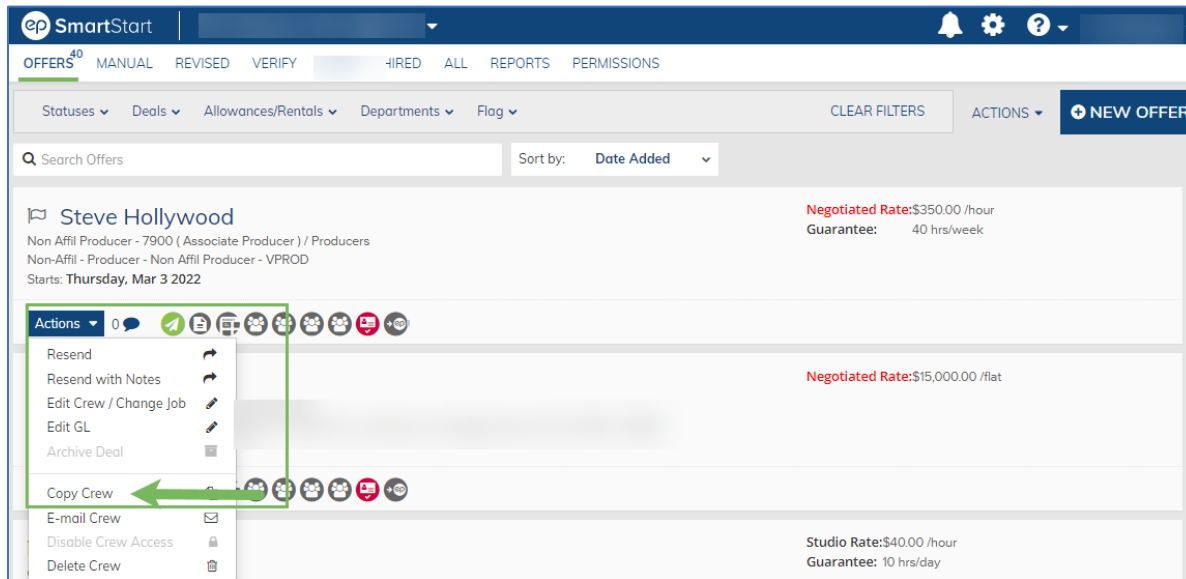 ep SmartStart
OFFERS 40 MANUAL REVISED VERIFY HIRED ALL REPORTS PERMISSIONS
Statuses Deals Allowances/Rentals Departments Flag CLEAR FILTERS ACTIONS NEW OFFER
Search Offers Sort by: Date Added
Steve Hollywood
Negotiated Rate:$350.00 /hour
Non Affil Producer - 7900 ( Associate Producer ) / Producers
Guarantee: 40 hrs/week
Non-Affil - Producer - Non Affil Producer - VPROD
Starts: Thursday, Mar 3 2022
Actions 0 ep
Resend
Resend with Notes
Negotiated Rate:$15,000.00 /flat
Edit Crew / Change Job
Edit GL
Archive Deal
Copy Crew ep
E-mail Crew
Disable Crew Access
Studio Rate:$40.00 /hour
Delete Crew
Guarantee: 10 hrs/day